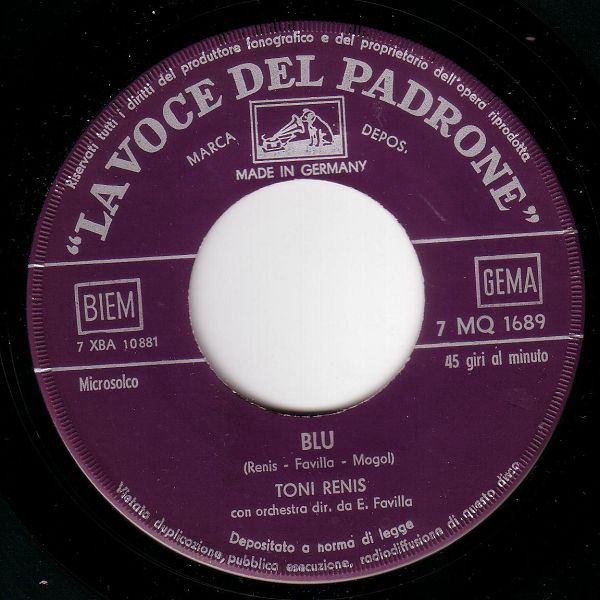 Riservati tutti i diritti del produttore fonografico e del proprietario dell'opera riprodotta
"LA VOCE DEL PADRONE"
MARCA DEPOS.
MADE IN GERMANY
BIEM
GEMA
7 XBA 10881
7 MQ 1689
Microsolco
45 giri al minuto
BLU
(Renis - Favilla - Mogol)
TONI RENIS
con orchestra dir. da E. Favilla
Depositato a norma di legge
Vietata duplicazione, pubblica esecuzione, radiodiffusione di questo disco